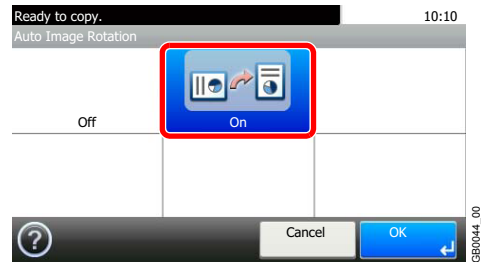 Ready to copy. 10:10
Auto Image Rotation
Off On
? Cancel OK
GB0044_00